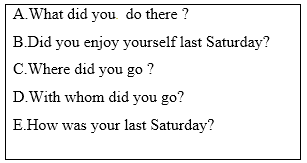 A.What did you  do there ?
B.Did you enjoy yourself last Saturday?
C.Where did you go ?
D.With whom did you go?
E.How was your last Saturday?